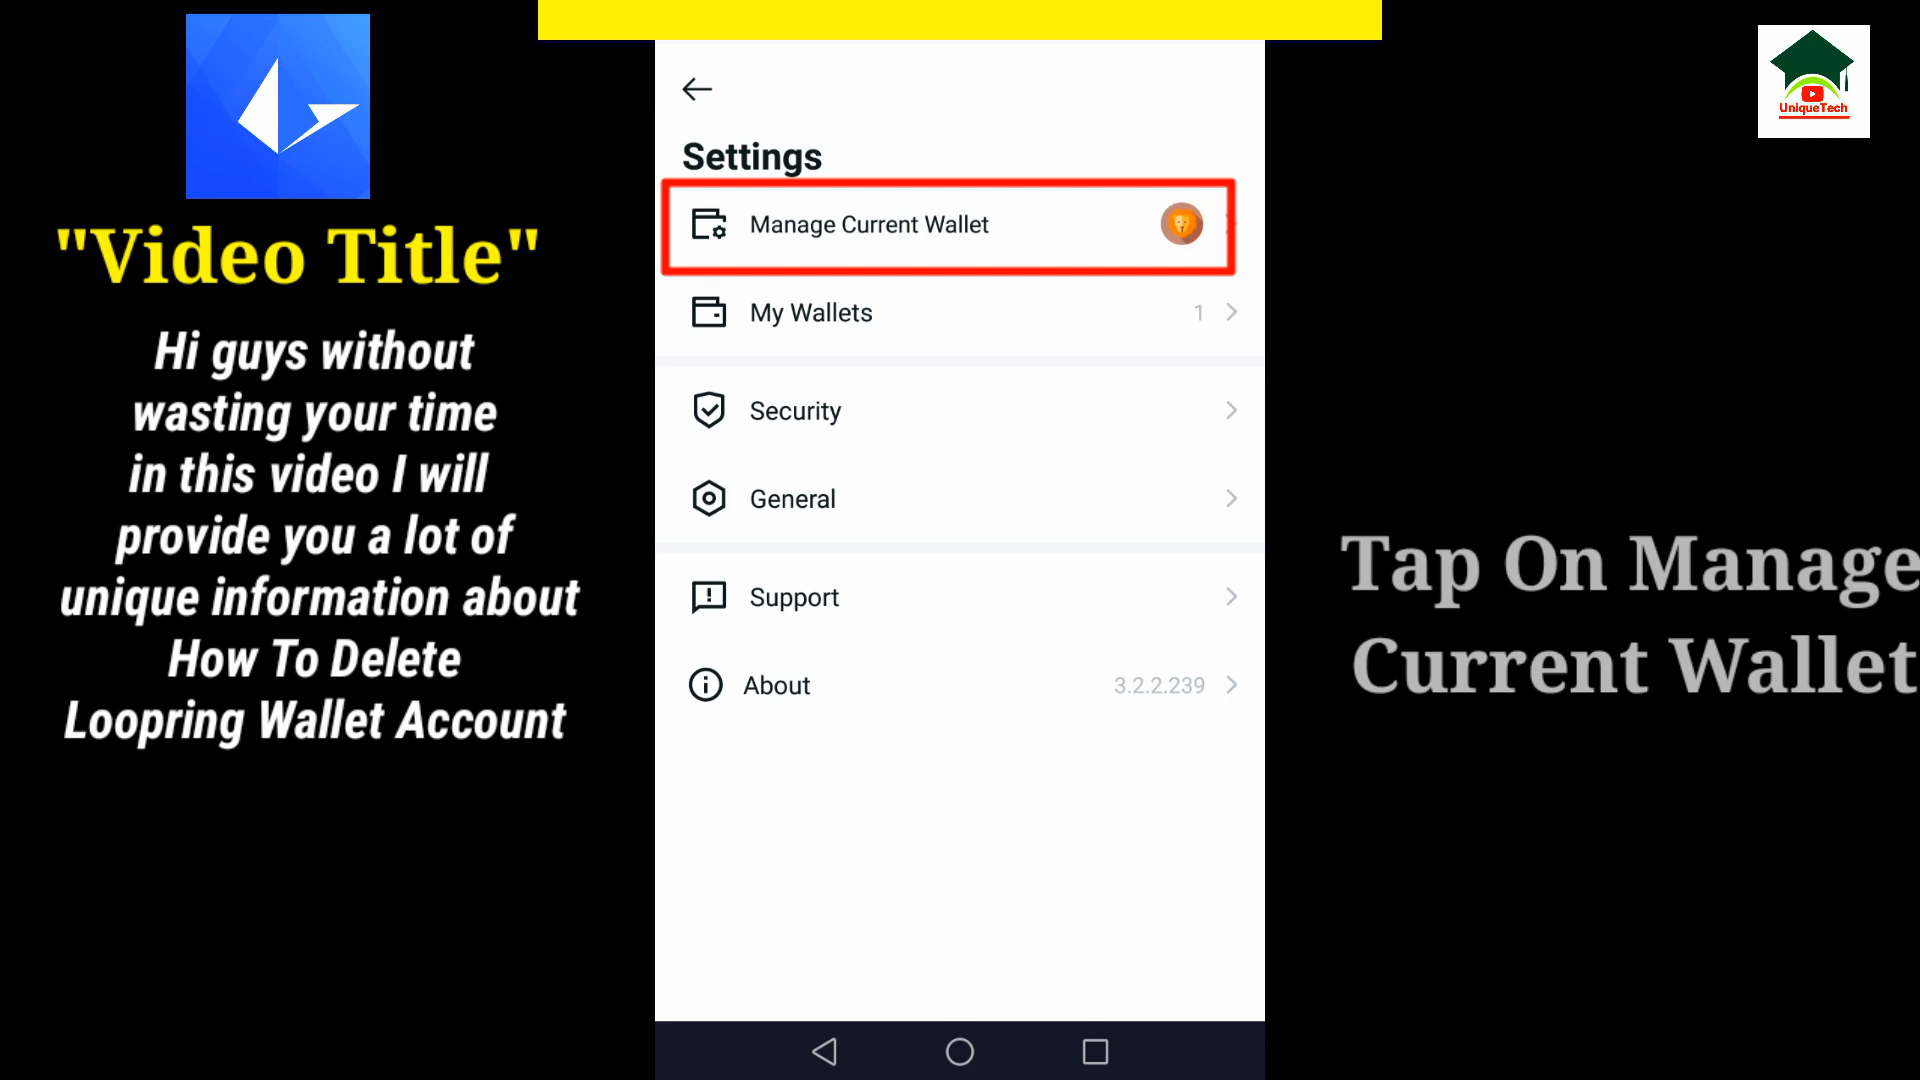 "Video Title"
Hi guys without
wasting your time
in this video I will
provide you a lot of
unique information about
How To Delete
Loopring Wallet Account
Settings
Manage Current Wallet
My Wallets 1
Security
General
Support
About 3.2.2.239
UniqueTech
Tap On Manage
Current Wallet